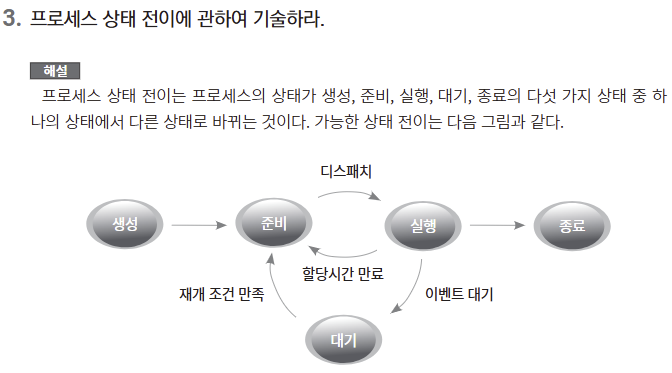 3. 프로세스 상태 전이에 관하여 기술하라.
해설
프로세스 상태 전이는 프로세스의 상태가 생성, 준비, 실행, 대기, 종료의 다섯 가지 상태 중 하
나의 상태에서 다른 상태로 바뀌는 것이다. 가능한 상태 전이는 다음 그림과 같다.
디스패치
생성 준비 실행 종료
할당시간 만료
재개 조건 만족 이벤트 대기
대기